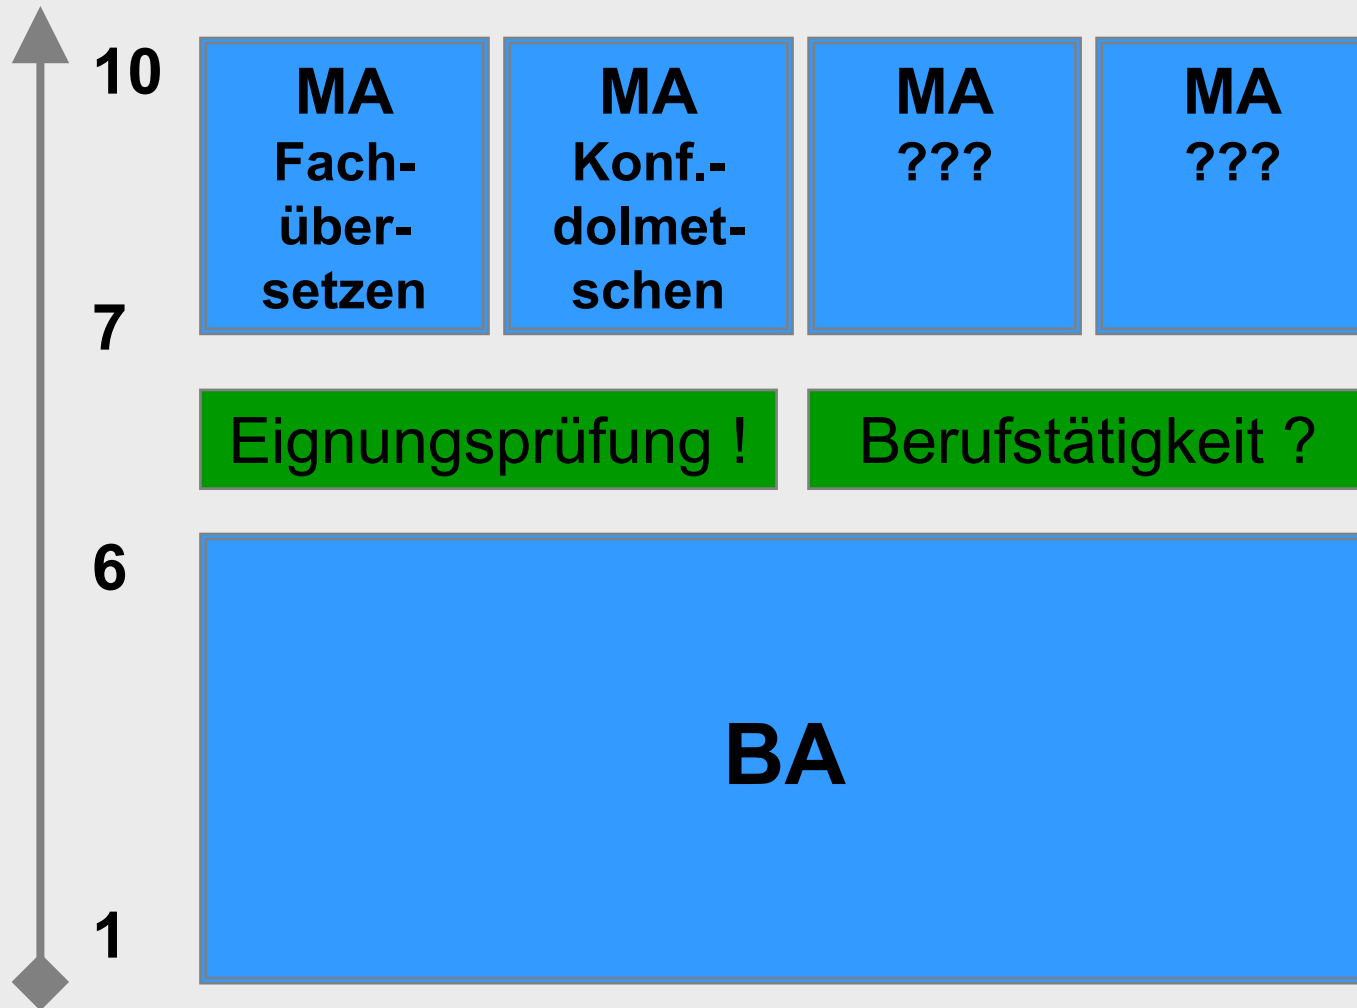 10
MA
Fach-
über-
setzen
MA
Konf.-
dolmet-
schen
MA
???
MA
???
7
Eignungsprüfung !
Berufstätigkeit ?
6
BA
1